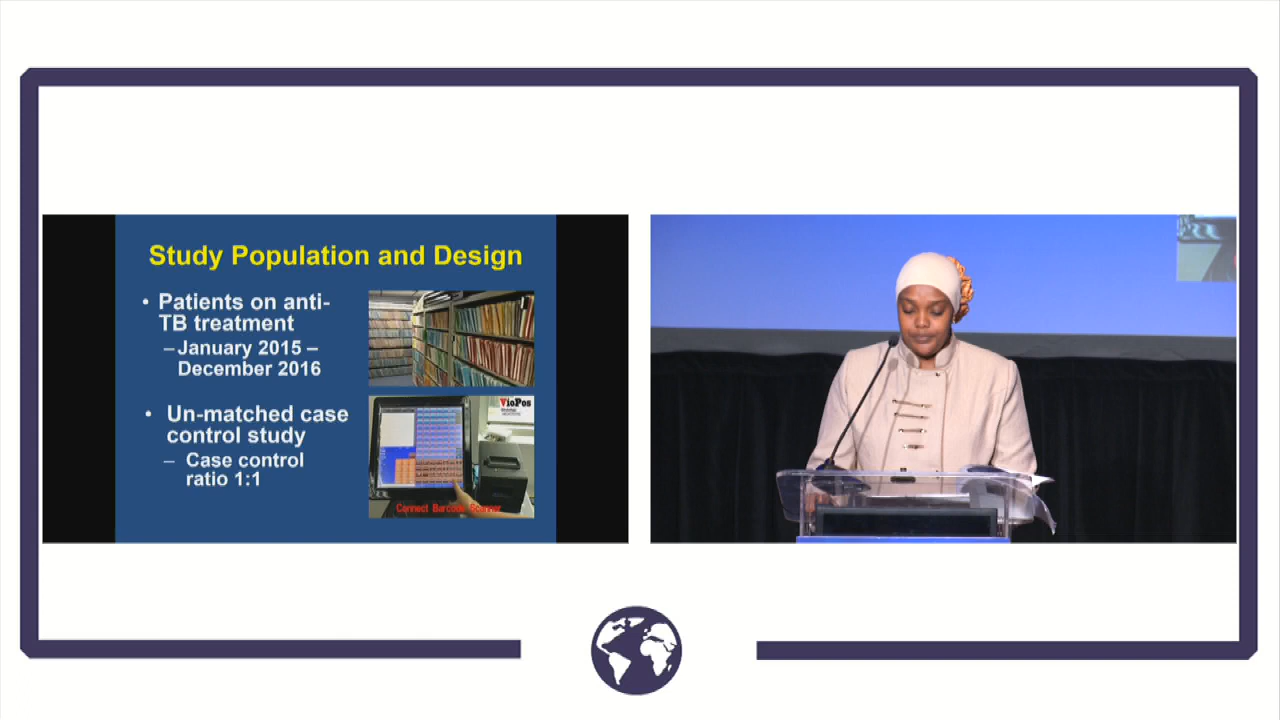 Study Population and Design
• Patients on anti-
TB treatment
–January 2015 –
December 2016
• Un-matched case
control study
– Case control
ratio 1:1
VioPos
Connect Barcode Scanner